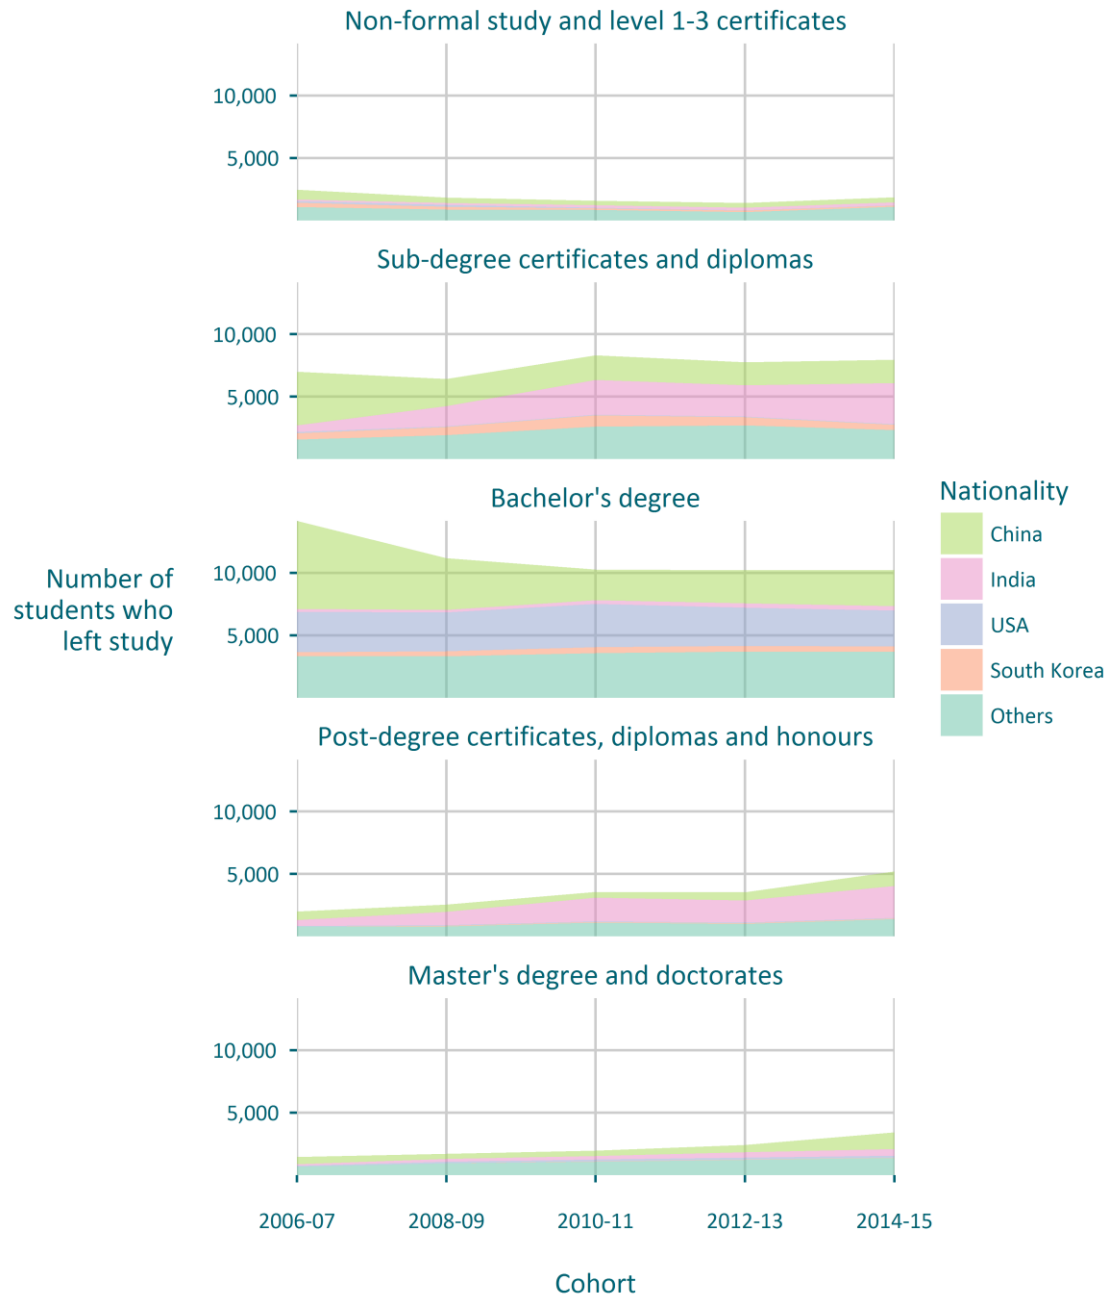 Non-formal study and level 1-3 certificates
10,000
5,000
Sub-degree certificates and diplomas
10,000
5,000
Bachelor's degree
10,000
5,000
Number of
students who
left study
Nationality
China
India
USA
South Korea
Others
Post-degree certificates, diplomas and honours
10,000
5,000
Master's degree and doctorates
10,000
5,000
2006-07
2008-09
2010-11
2012-13
2014-15
Cohort